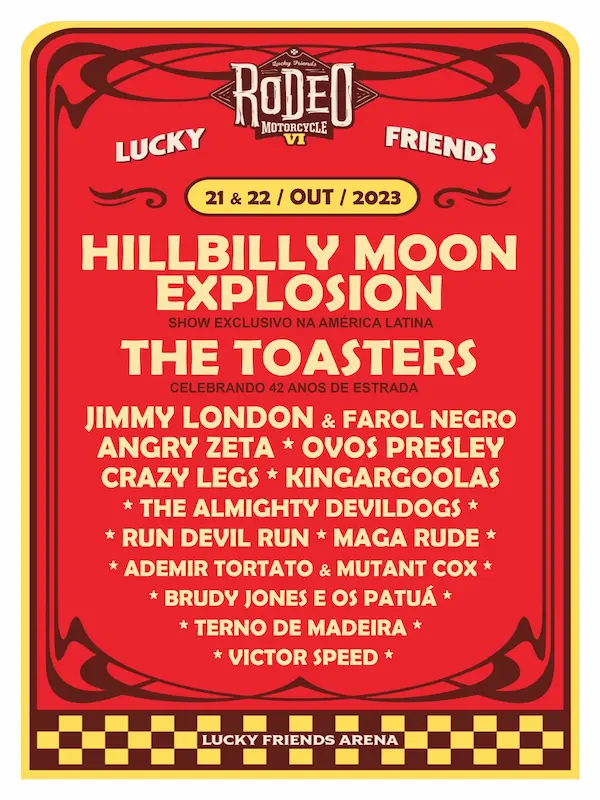 Lucky Friends
RODEO
MOTORCYCLE
VI
LUCKY FRIENDS
21 & 22 / OUT / 2023
HILLBILLY MOON
EXPLOSION
SHOW EXCLUSIVO NA AMÉRICA LATINA
THE TOASTERS
CELEBRANDO 42 ANOS DE ESTRADA
JIMMY LONDON & FAROL NEGRO
ANGRY ZETA * OVOS PRESLEY
CRAZY LEGS * KINGARGOOLAS
* THE ALMIGHTY DEVILDOGS *
* RUN DEVIL RUN * MAGA RUDE *
* ADEMIR TORTATO & MUTANT COX *
* BRUDY JONES E OS PATUÁ *
* TERNO DE MADEIRA *
* VICTOR SPEED *
LUCKY FRIENDS ARENA